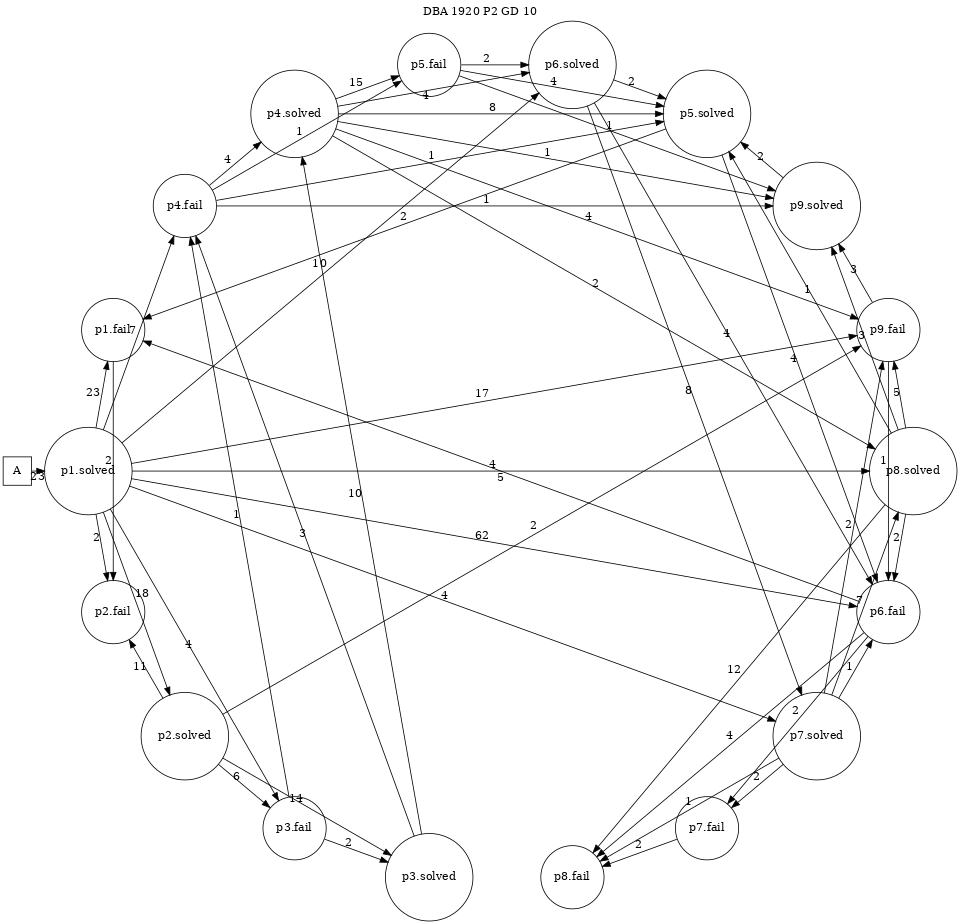 DBA 1920 P2 GD 10
p5.fail
2
p6.solved
15
4
2
4
p4.solved
8
p5.solved
1
1
4
1
1
2
p4.fail
1
p9.solved
2
4
10
3
2
1
p1.fail
7
4
3
p9.fail
4
23
17
8
5
A
23
p1.solved
2
4
5
1
p8.solved
10
1
3
62
2
2
2
18
4
7
p2.fail
4
11
12
1
2
p2.solved
4
p7.solved
6
2
14
1
p3.fail
p7.fail
2
2
p3.solved
p8.fail